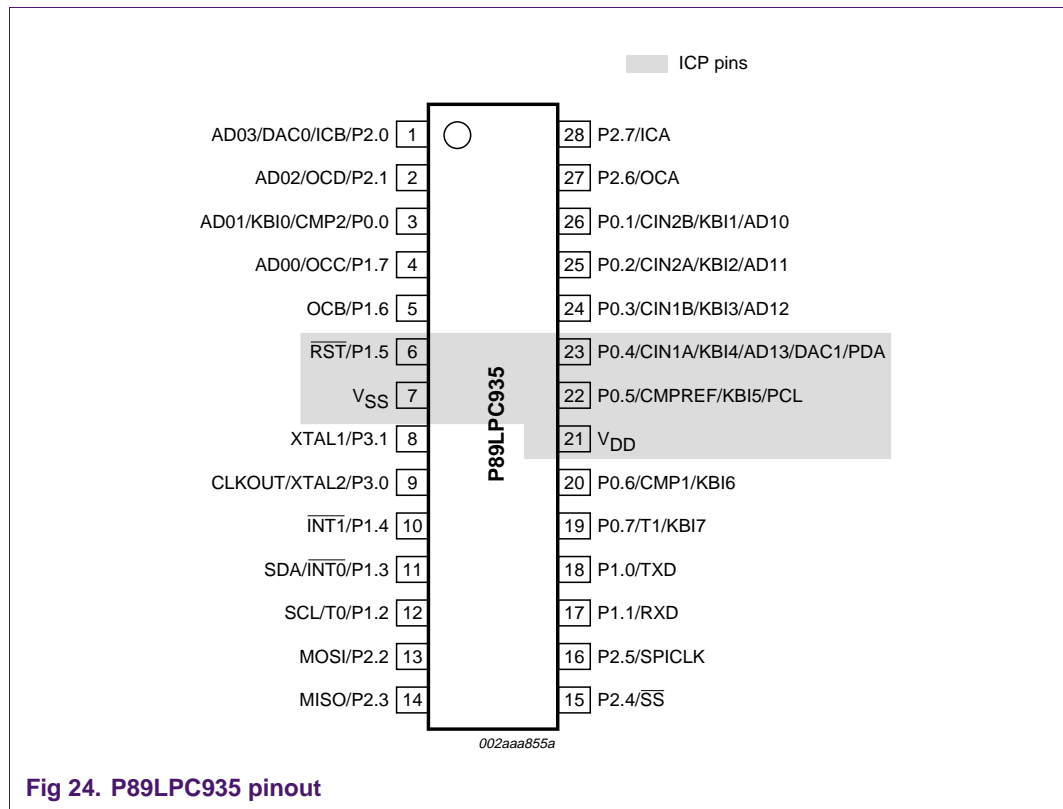 ICP pins
AD03/DAC0/ICB/P2.0 1
28 P2.7/ICA
AD02/OCD/P2.1 2
27 P2.6/OCA
AD01/KBI0/CMP2/P0.0 3
26 P0.1/CIN2B/KBI1/AD10
AD00/OCC/P1.7 4
25 P0.2/CIN2A/KBI2/AD11
OCB/P1.6 5
24 P0.3/CIN1B/KBI3/AD12
RST/P1.5 6
23 P0.4/CIN1A/KBI4/AD13/DAC1/PDA
VSS 7
22 P0.5/CMPREF/KBI5/PCL
XTAL1/P3.1 8
21 VDD
CLKOUT/XTAL2/P3.0 9
20 P0.6/CMP1/KBI6
INT1/P1.4 10
19 P0.7/T1/KBI7
SDA/INT0/P1.3 11
18 P1.0/TXD
SCL/T0/P1.2 12
17 P1.1/RXD
MOSI/P2.2 13
16 P2.5/SPICLK
MISO/P2.3 14
15 P2.4/SS
P89LPC935
002aaa855a
Fig 24. P89LPC935 pinout